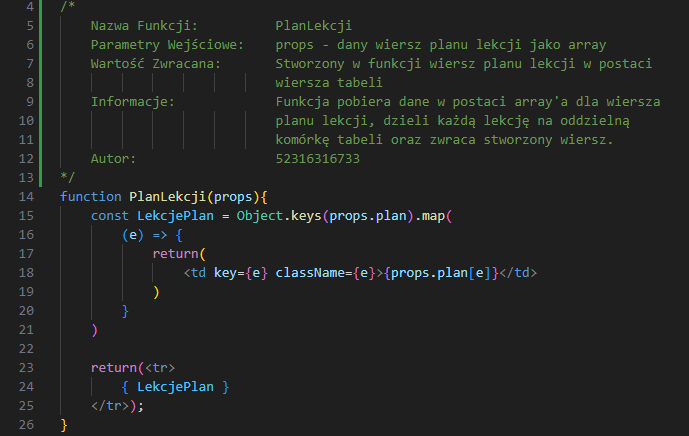 4 /*
5 Nazwa Funkcji: PlanLekcji
6 Parametry Wejściowe: props - dany wiersz planu lekcji jako array
7 Wartość Zwracana: Stworzony w funkcji wiersz planu lekcji w postaci
8 wiersza tabeli
9 Informacje: Funkcja pobiera dane w postaci array'a dla wiersza
10 planu lekcji, dzieli każdą lekcję na oddzielną
11 komórkę tabeli oraz zwraca stworzony wiersz.
12 Autor: 52316316733
13 */
14 function PlanLekcji(props){
15 const LekcjePlan = Object.keys(props.plan).map(
16 (e) => {
17 return(
18 <td key={e} className={e}>{props.plan[e]}</td>
19 )
20 }
21 )
22
23 return(<tr>
24 { LekcjePlan }
25 </tr>);
26 }